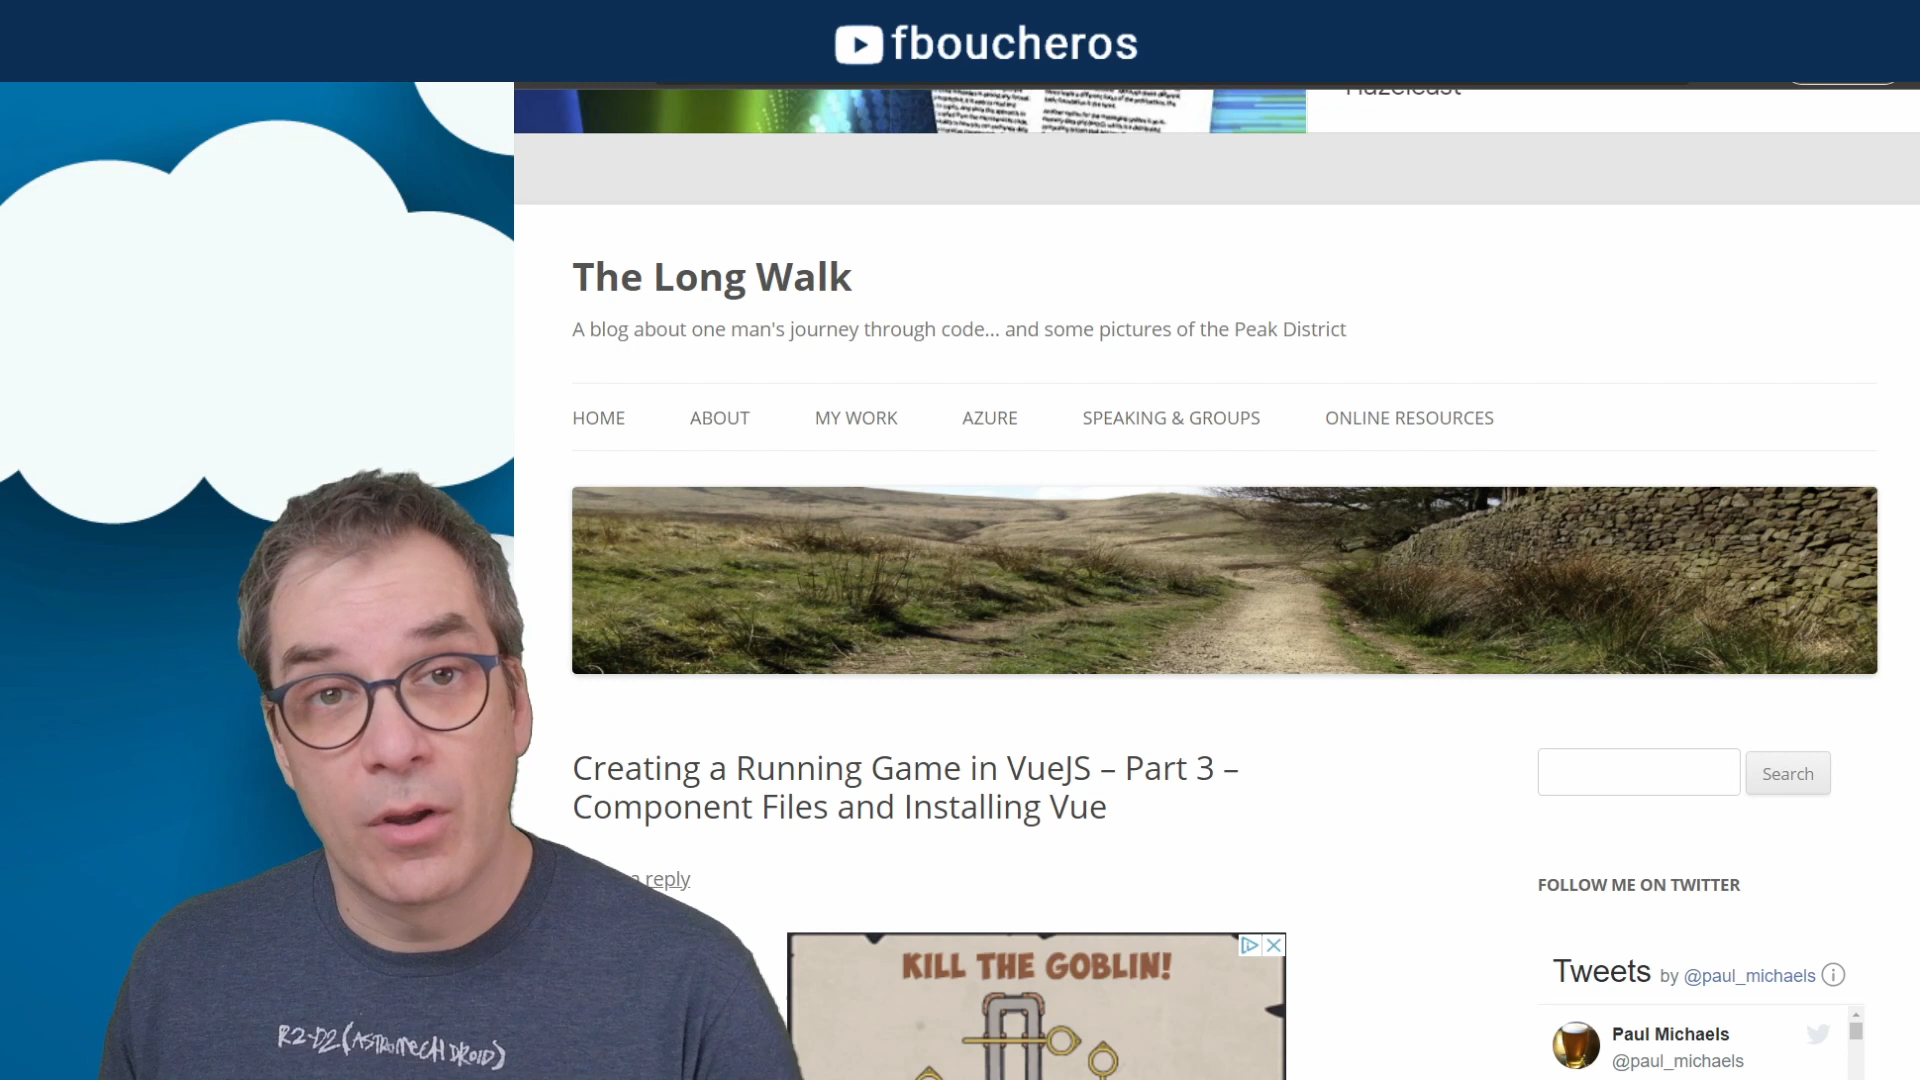 fboucheros
The Long Walk
A blog about one man's journey through code... and some pictures of the Peak District
HOME ABOUT MY WORK AZURE SPEAKING & GROUPS ONLINE RESOURCES
Creating a Running Game in VueJS – Part 3 –
Component Files and Installing Vue
Search
reply
FOLLOW ME ON TWITTER
KILL THE GOBLIN!
Tweets by @paul_michaels
Paul Michaels
@paul_michaels
R2-D2 (ASTROMECH DROID)